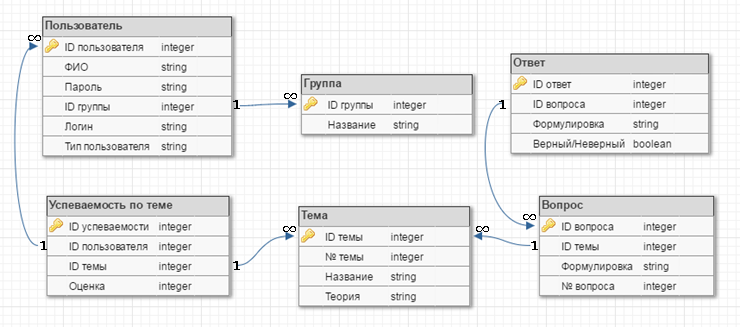 Пользователь
ID пользователя integer
ФИО string
Пароль string
ID группы integer
Логин string
Тип пользователя string
∞
1
Группа
ID группы integer
Название string
∞
Ответ
ID ответ integer
ID вопроса integer
Формулировка string
Верный/Неверный boolean
1
Успеваемость по теме
ID успеваемости integer
ID пользователя integer
ID темы integer
Оценка integer
1
1
Тема
ID темы integer
№ темы integer
Название string
Теория string
∞
∞
Вопрос
ID вопроса integer
ID темы integer
Формулировка string
№ вопроса integer
∞
1